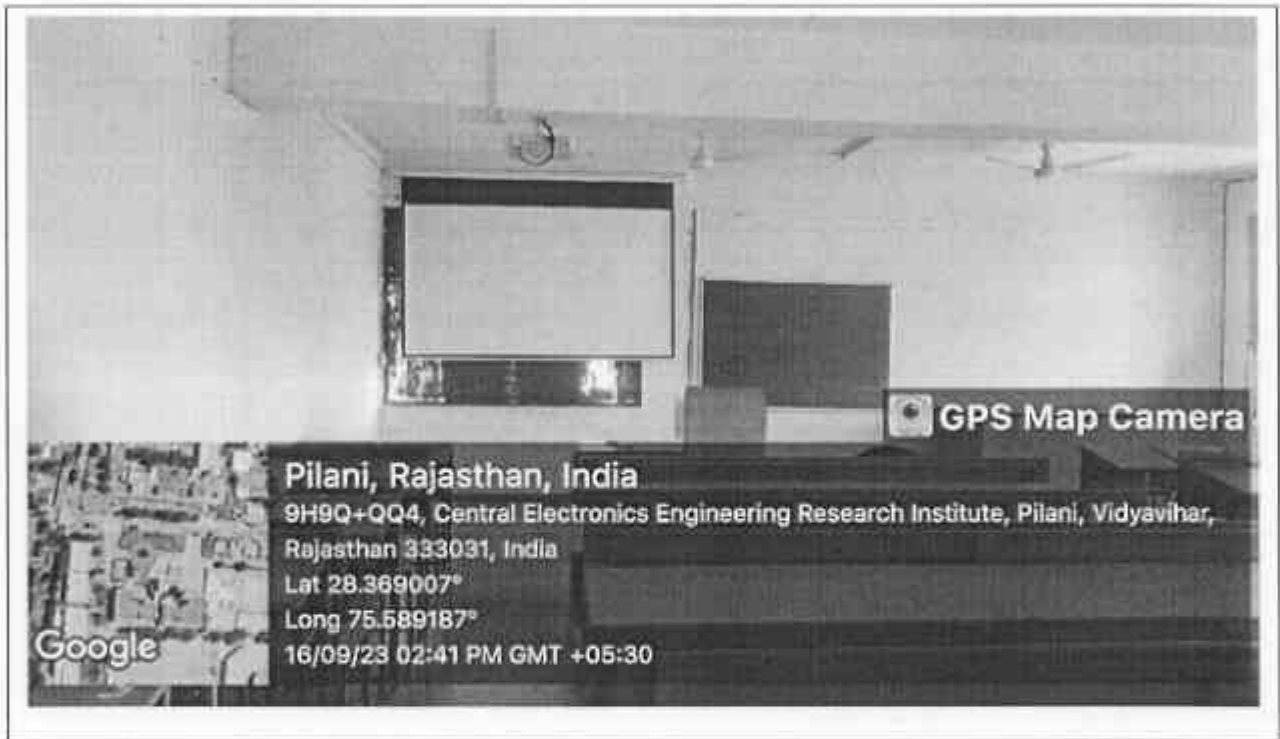 GPS Map Camera
Pilani, Rajasthan, India
9H9Q+QQ4, Central Electronics Engineering Research Institute, Pilani, Vidyavihar,
Rajasthan 333031, India
Lat 28.369007°
Long 75.589187°
16/09/23 02:41 PM GMT +05:30
Google